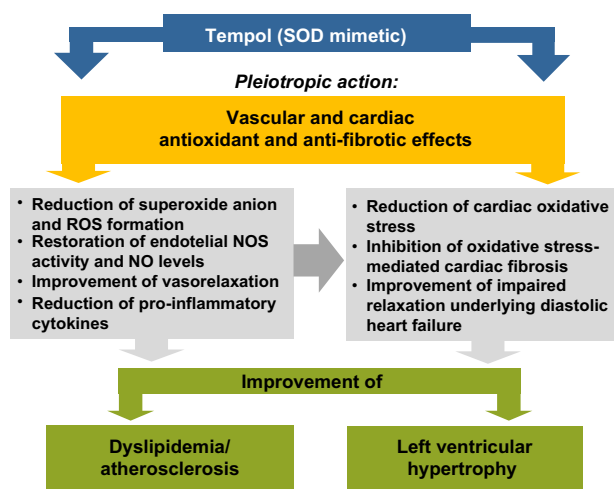 Tempol (SOD mimetic)
Pleiotropic action:
Vascular and cardiac
antioxidant and anti-fibrotic effects
• Reduction of superoxide anion
and ROS formation
• Restoration of endotelial NOS
activity and NO levels
• Improvement of vasorelaxation
• Reduction of pro-inflammatory
cytokines
• Reduction of cardiac oxidative
stress
• Inhibition of oxidative stress-
mediated cardiac fibrosis
• Improvement of impaired
relaxation underlying diastolic
heart failure
Improvement of
Dyslipidemia/
atherosclerosis
Left ventricular
hypertrophy